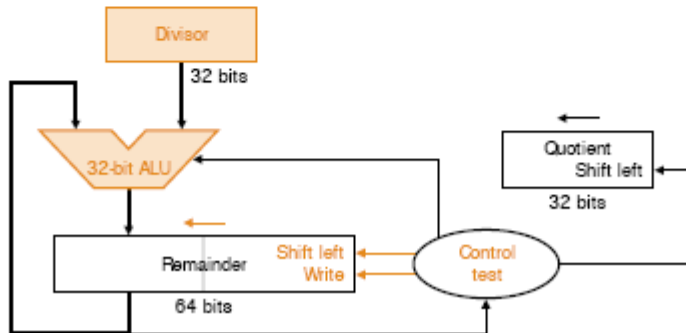 Divisor
32 bits
32-bit ALU
Quotient
Shift left
32 bits
Remainder
Shift left
Write
Control
test
64 bits